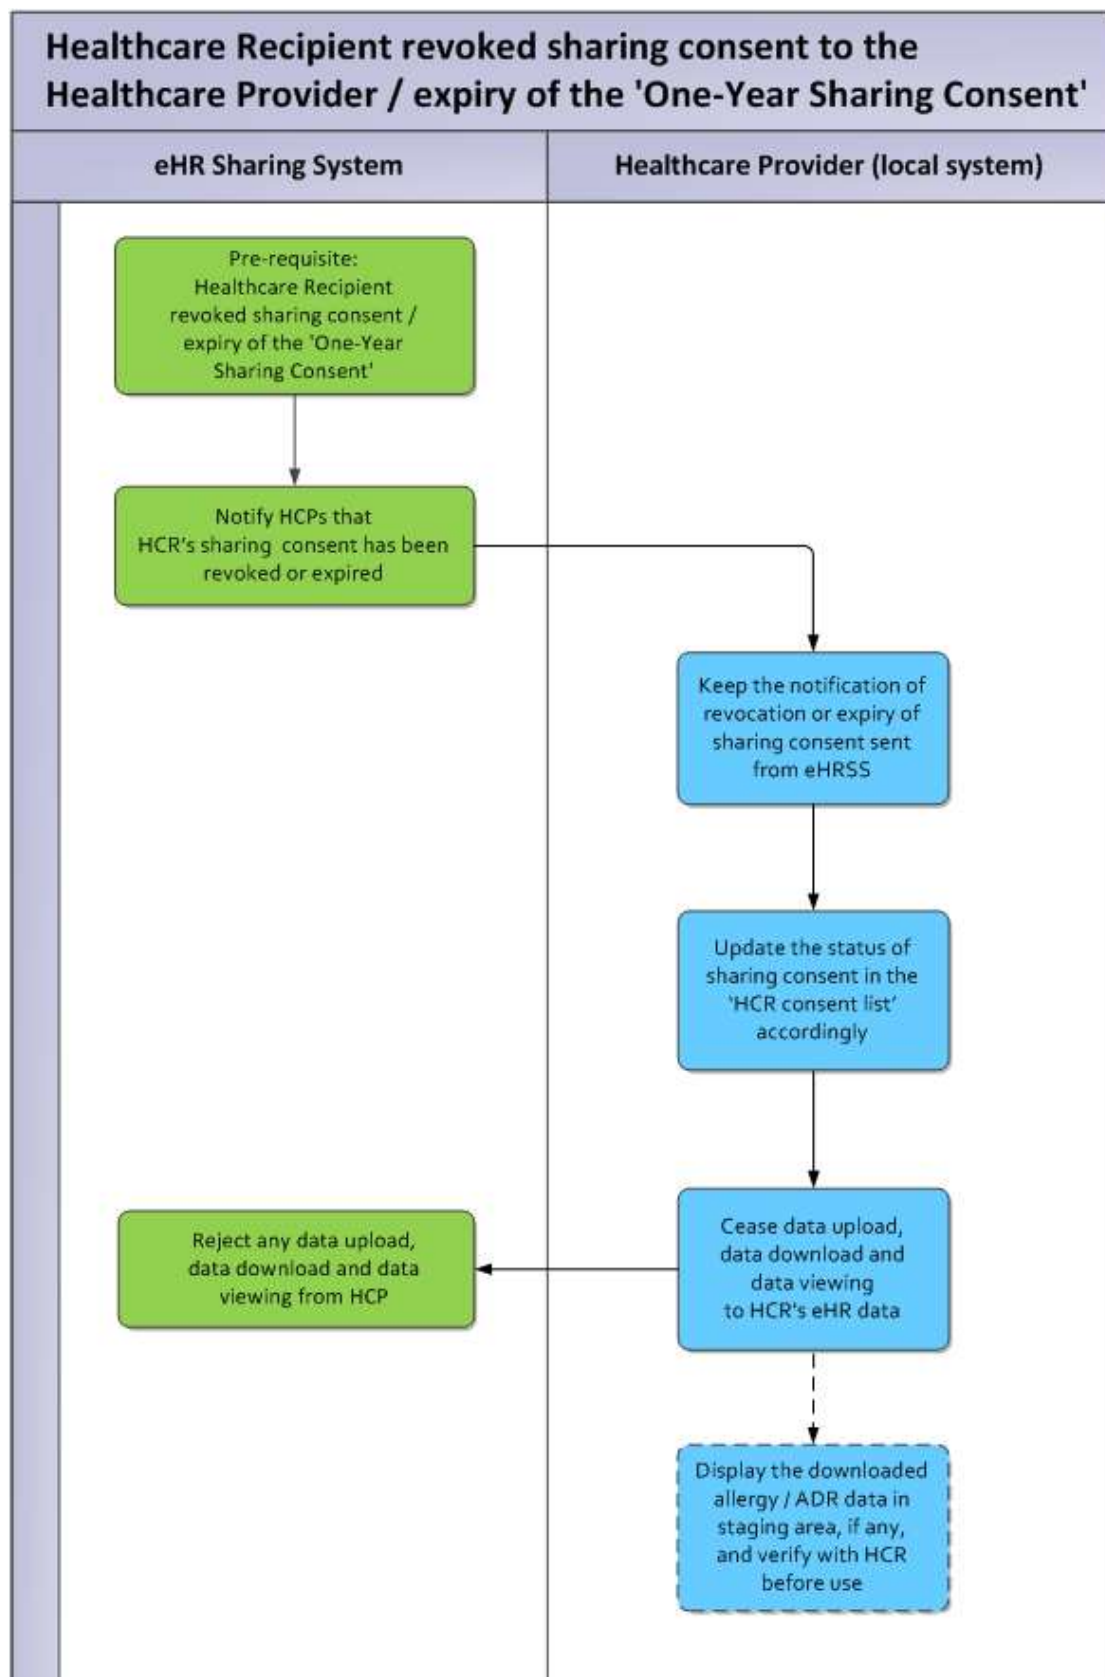 Healthcare Recipient revoked sharing consent to the
Healthcare Provider / expiry of the 'One-Year Sharing Consent'
eHR Sharing System
Healthcare Provider (local system)
Pre-requisite:
Healthcare Recipient
revoked sharing consent /
expiry of the 'One-Year
Sharing Consent'
Notify HCPs that
HCR's sharing consent has been
revoked or expired
Keep the notification of
revocation or expiry of
sharing consent sent
from eHRSS
Update the status of
sharing consent in the
‘HCR consent list’
accordingly
Cease data upload,
data download and
data viewing
to HCR's eHR data
Reject any data upload,
data download and data
viewing from HCP
Display the downloaded
allergy / ADR data in
staging area, if any,
and verify with HCR
before use